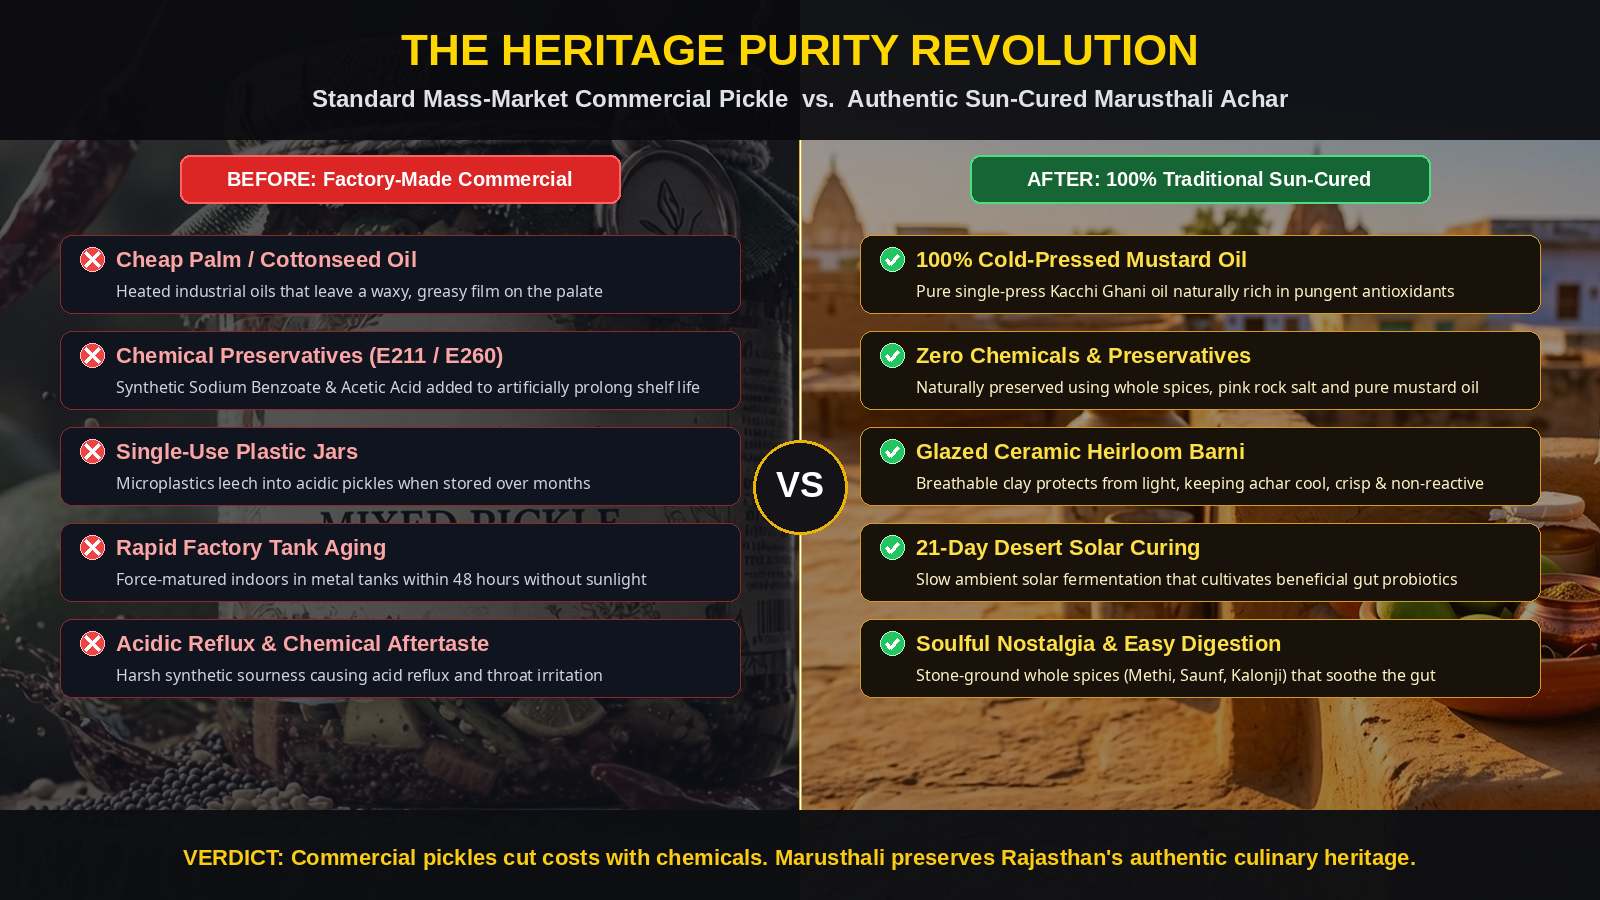 THE HERITAGE PURITY REVOLUTION
Standard Mass-Market Commercial Pickle vs. Authentic Sun-Cured Marusthali Achar
BEFORE: Factory-Made Commercial
Cheap Palm / Cottonseed Oil
Heated industrial oils that leave a waxy, greasy film on the palate
Chemical Preservatives (E211 / E260)
Synthetic Sodium Benzoate & Acetic Acid added to artificially prolong shelf life
Single-Use Plastic Jars
Microplastics leech into acidic pickles when stored over months
MIXED PICKLE
Rapid Factory Tank Aging
Force-matured indoors in metal tanks within 48 hours without sunlight
Acidic Reflux & Chemical Aftertaste
Harsh synthetic sourness causing acid reflux and throat irritation
VS
AFTER: 100% Traditional Sun-Cured
100% Cold-Pressed Mustard Oil
Pure single-press Kacchi Ghani oil naturally rich in pungent antioxidants
Zero Chemicals & Preservatives
Naturally preserved using whole spices, pink rock salt and pure mustard oil
Glazed Ceramic Heirloom Barni
Breathable clay protects from light, keeping achar cool, crisp & non-reactive
21-Day Desert Solar Curing
Slow ambient solar fermentation that cultivates beneficial gut probiotics
Soulful Nostalgia & Easy Digestion
Stone-ground whole spices (Methi, Saunf, Kalonji) that soothe the gut
VERDICT: Commercial pickles cut costs with chemicals. Marusthali preserves Rajasthan's authentic culinary heritage.